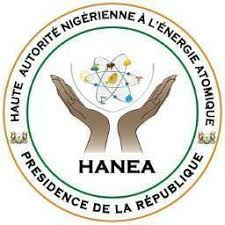 HAUTE AUTORITÉ NIGÉRIENNE À L'ÉNERGIE ATOMIQUE
HANEA
PRESIDENCE DE LA RÉPUBLIQUE